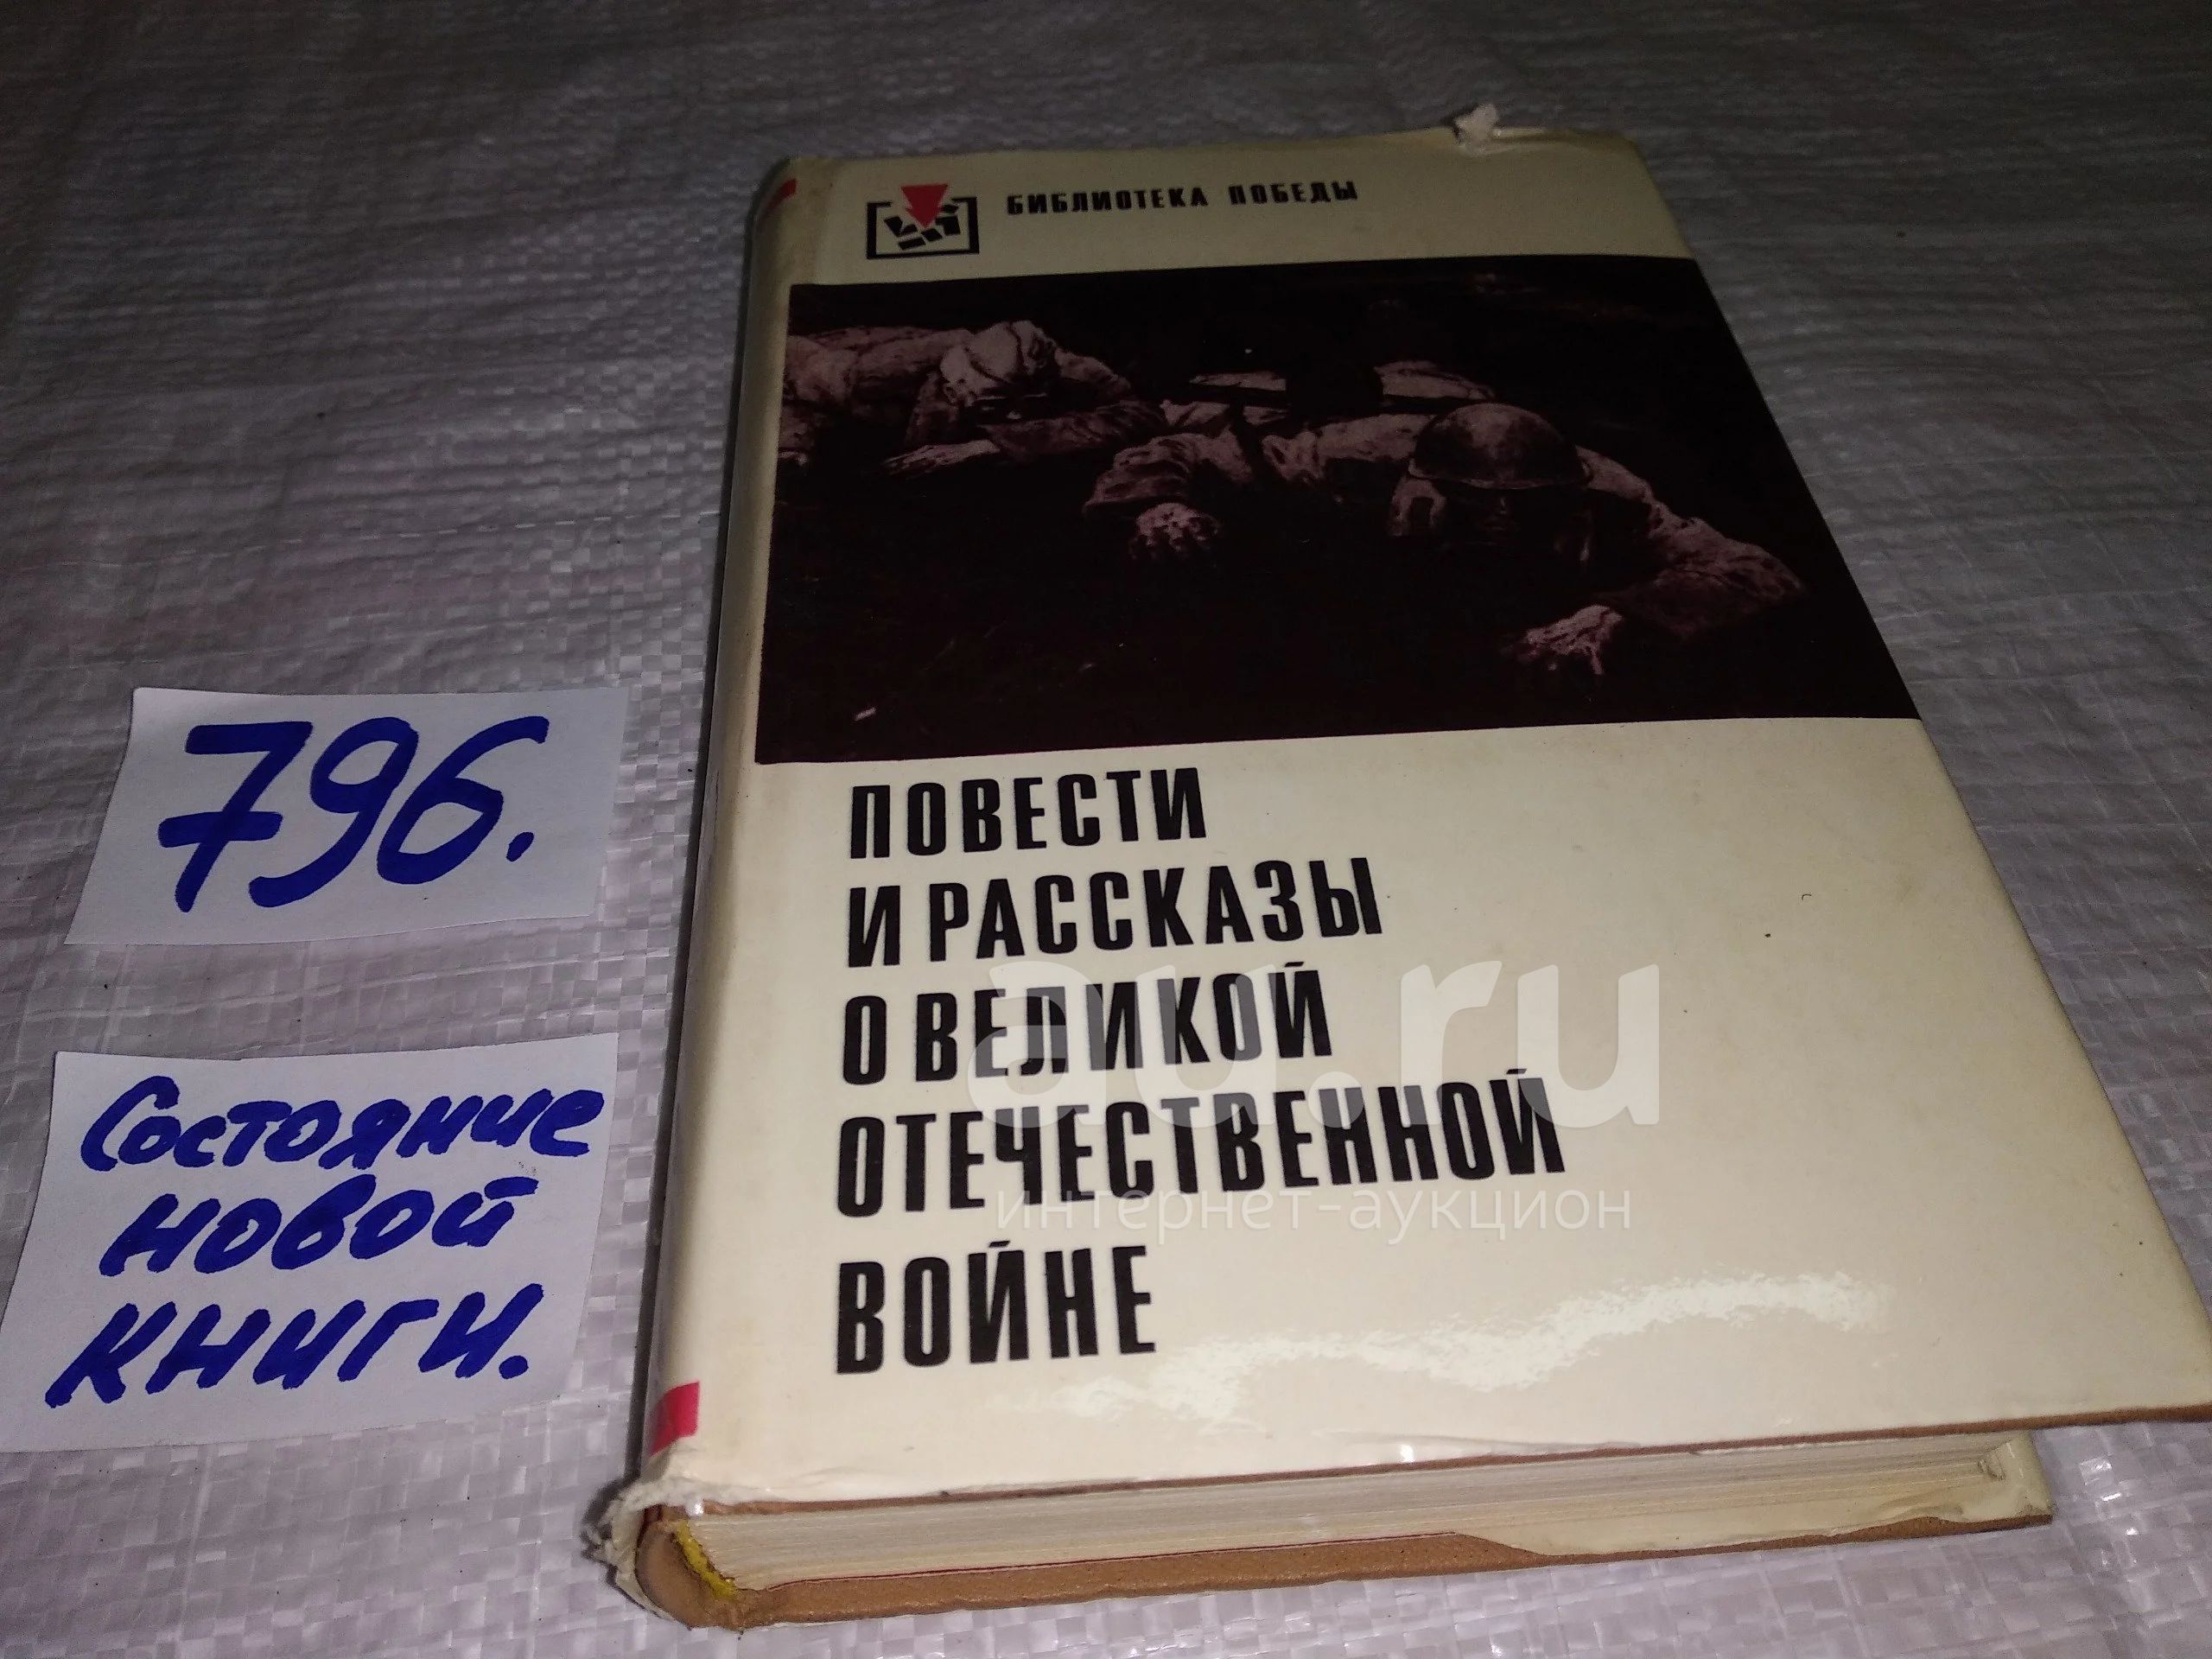 БИБЛИОТЕКА ПОБЕДЫ
ПОВЕСТИ
И РАССКАЗЫ
О ВЕЛИКОЙ
ОТЕЧЕСТВЕННОЙ
ВОЙНЕ
796.
Состояние
новой
книги.
au.ru
интернет-аукцион